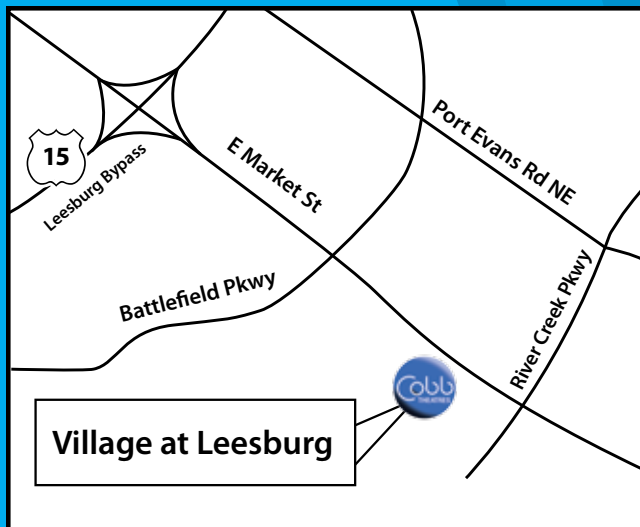 Port Evans Rd NE
E Market St
15
Leesburg Bypass
Battlefield Pkwy
River Creek Pkwy
Cobb
THEATRES
Village at Leesburg